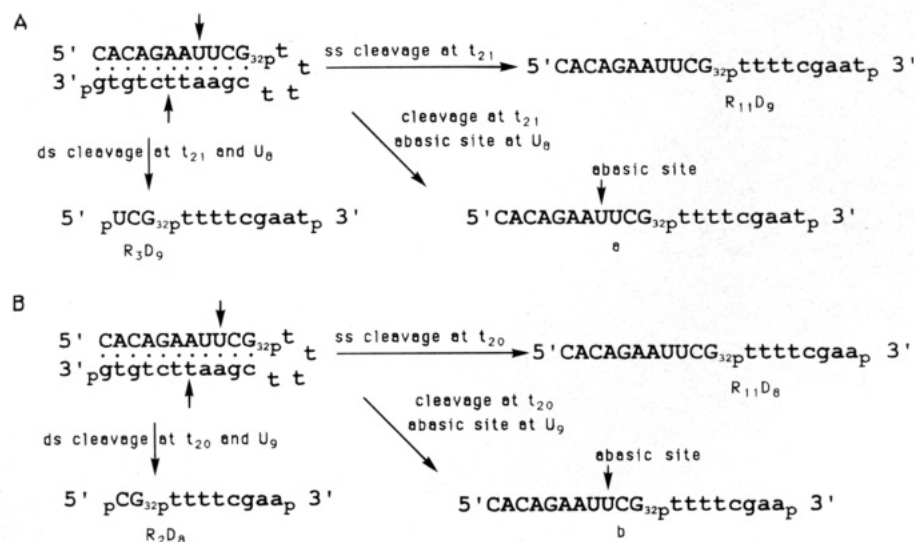 A
5' CACAGAAUUCG32pt t t t t
3'pgtgtcttaagc
ss cleavage at t21
5'CACAGAAUUCG32pttttcgaatp 3'
R11D9
cleavage at t21
abasic site at U8
ds cleavage at t21 and U8
abasic site
5' pUCG32pttttcgaatp 3'
R3D9
5'CACAGAAUUCG32pttttcgaatp 3'
a
B
5' CACAGAAUUCG32pt t t t
3'pgtgtcttaagc
ss cleavage at t20
5'CACAGAAUUCG32pttttcgaap 3'
R11D8
cleavage at t20
abasic site at U9
ds cleavage at t20 and U9
abasic site
5' pCG32pttttcgaap 3'
R2D8
5'CACAGAAUUCG32pttttcgaap 3'
b